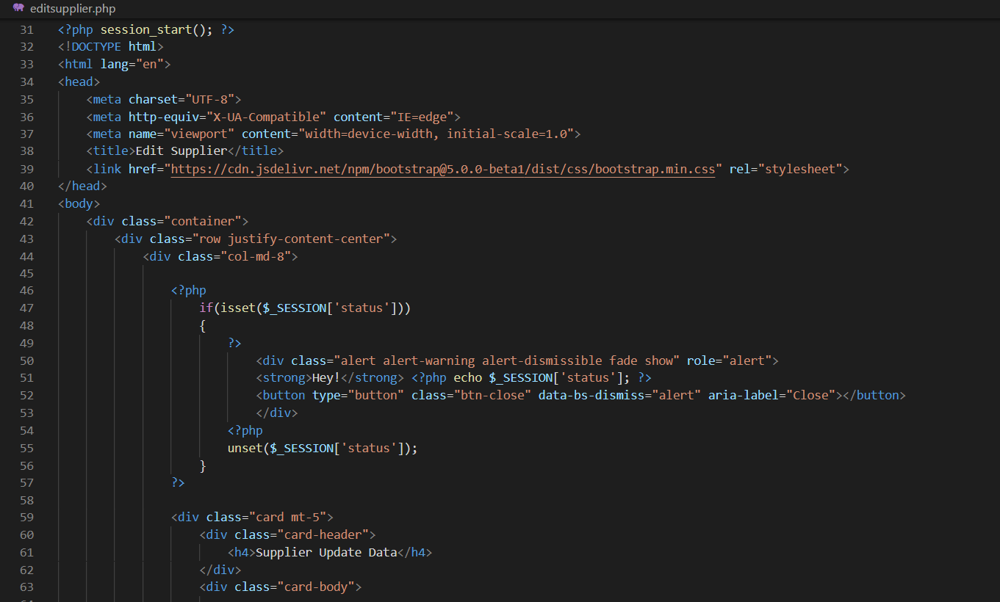 editsupplier.php
31 <?php session_start(); ?>
32 <!DOCTYPE html>
33 <html lang="en">
34 <head>
35 <meta charset="UTF-8">
36 <meta http-equiv="X-UA-Compatible" content="IE=edge">
37 <meta name="viewport" content="width=device-width, initial-scale=1.0">
38 <title>Edit Supplier</title>
39 <link href="https://cdn.jsdelivr.net/npm/bootstrap@5.0.0-beta1/dist/css/bootstrap.min.css" rel="stylesheet">
40 </head>
41 <body>
42 <div class="container">
43 <div class="row justify-content-center">
44 <div class="col-md-8">
45
46 <?php
47 if(isset($_SESSION['status']))
48 {
49 ?>
50 <div class="alert alert-warning alert-dismissible fade show" role="alert">
51 <strong>Hey!</strong> <?php echo $_SESSION['status']; ?>
52 <button type="button" class="btn-close" data-bs-dismiss="alert" aria-label="Close"></button>
53 </div>
54 <?php
55 unset($_SESSION['status']);
56 }
57 ?>
58
59 <div class="card mt-5">
60 <div class="card-header">
61 <h4>Supplier Update Data</h4>
62 </div>
63 <div class="card-body">